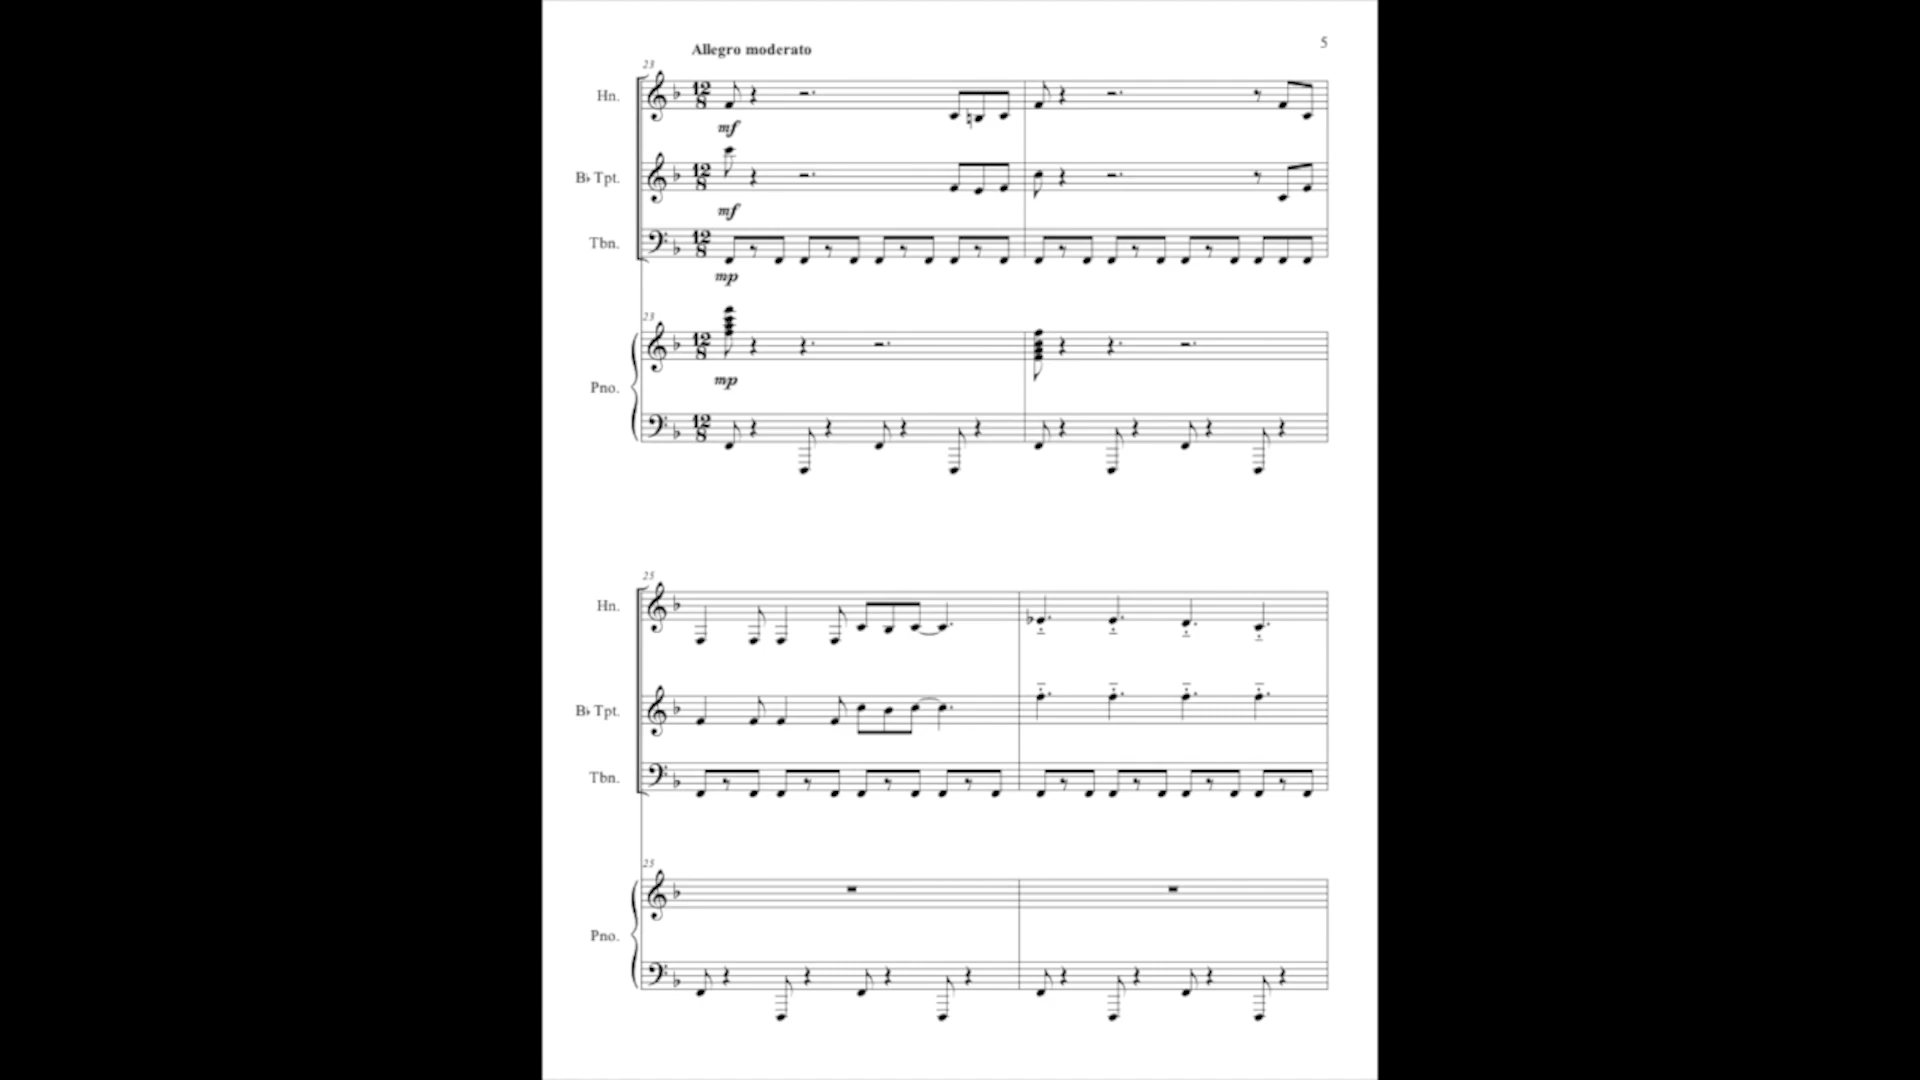 5
Allegro moderato
23
Hn.
12
8
mf
B♭ Tpt.
12
8
mf
Tbn.
12
8
mp
23
Pno.
12
8
mp
12
8
25
Hn.
B♭ Tpt.
Tbn.
25
Pno.